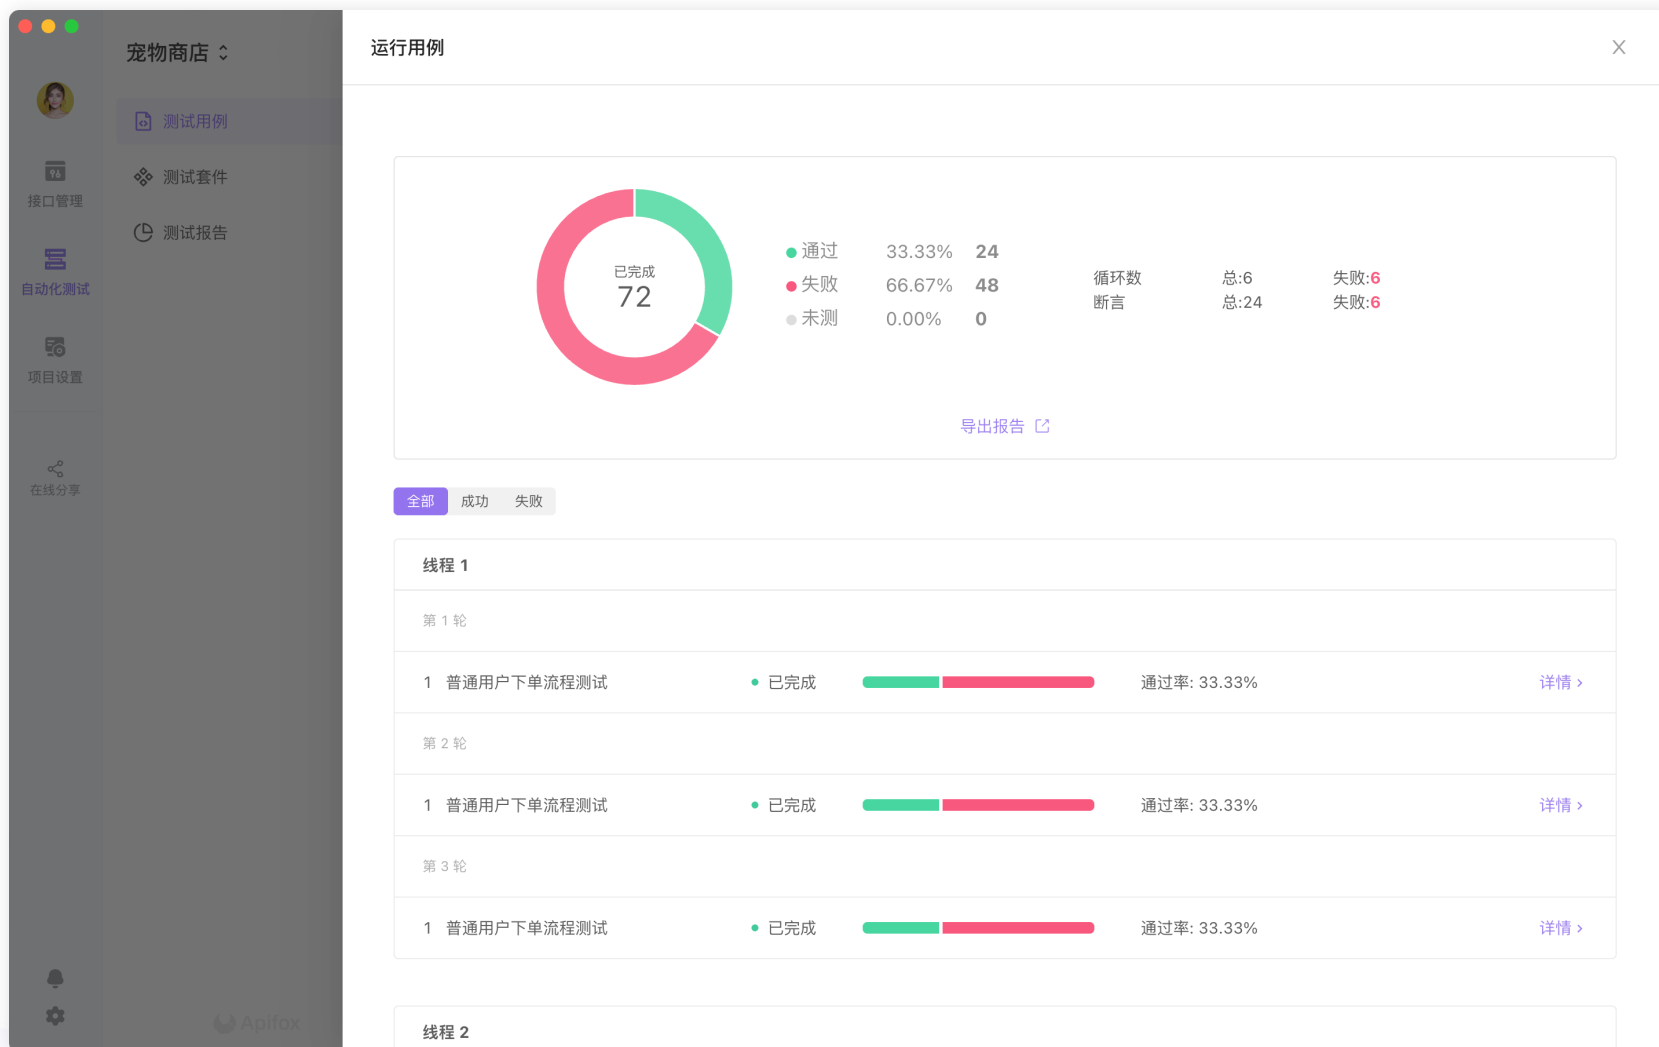 宠物商店
接口管理
自动化测试
项目设置
在线分享
测试用例
测试套件
测试报告
Apifox
运行用例
已完成
72
通过 33.33% 24
失败 66.67% 48
未测 0.00% 0
循环数 总:6 失败:6
断言 总:24 失败:6
导出报告
全部 成功 失败
线程 1
第 1 轮
1 普通用户下单流程测试 已完成 通过率: 33.33% 详情
第 2 轮
1 普通用户下单流程测试 已完成 通过率: 33.33% 详情
第 3 轮
1 普通用户下单流程测试 已完成 通过率: 33.33% 详情
线程 2